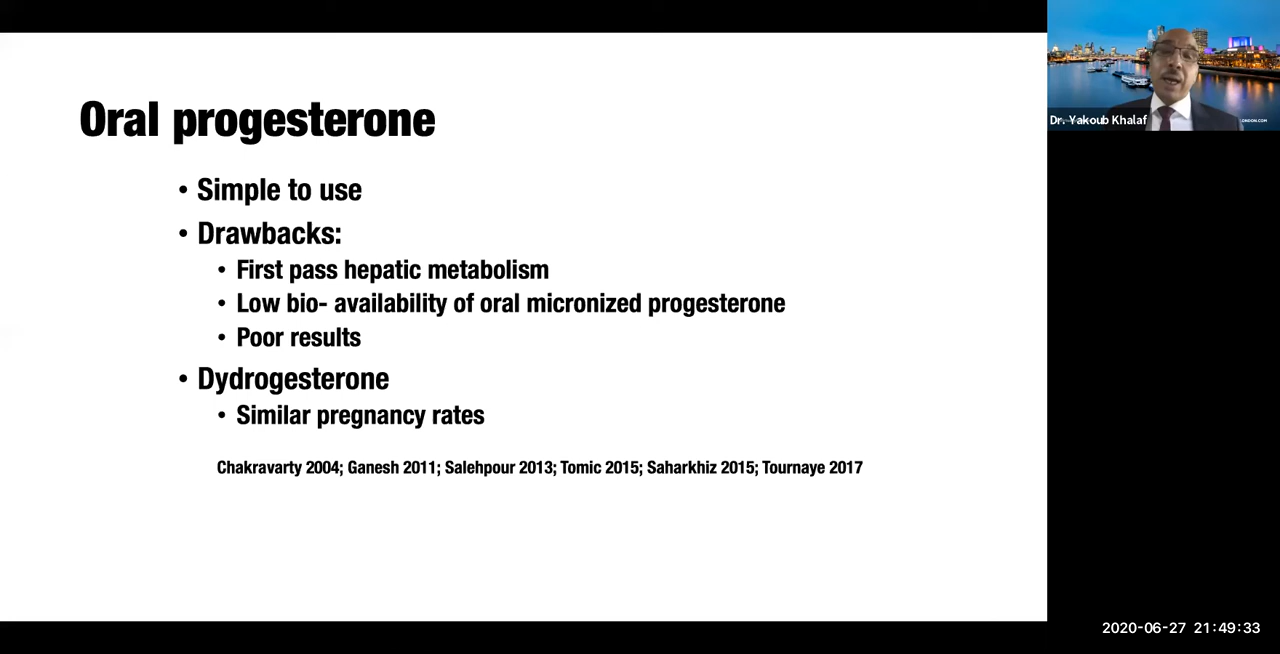 Oral progesterone
• Simple to use
• Drawbacks:
• First pass hepatic metabolism
• Low bio- availability of oral micronized progesterone
• Poor results
• Dydrogesterone
• Similar pregnancy rates
Chakravarty 2004; Ganesh 2011; Salehpour 2013; Tomic 2015; Saharkhiz 2015; Tournaye 2017
Dr. Yakoub Khalaf
2020-06-27 21:49:33